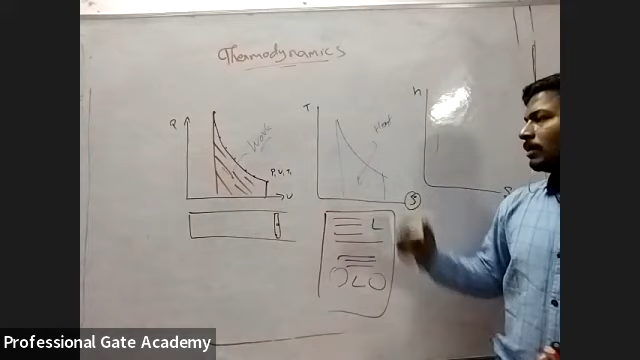 Thermodynamics
P
Work
P, V, T,
V
T
Heat
S
h
S
L
L
Professional Gate Academy